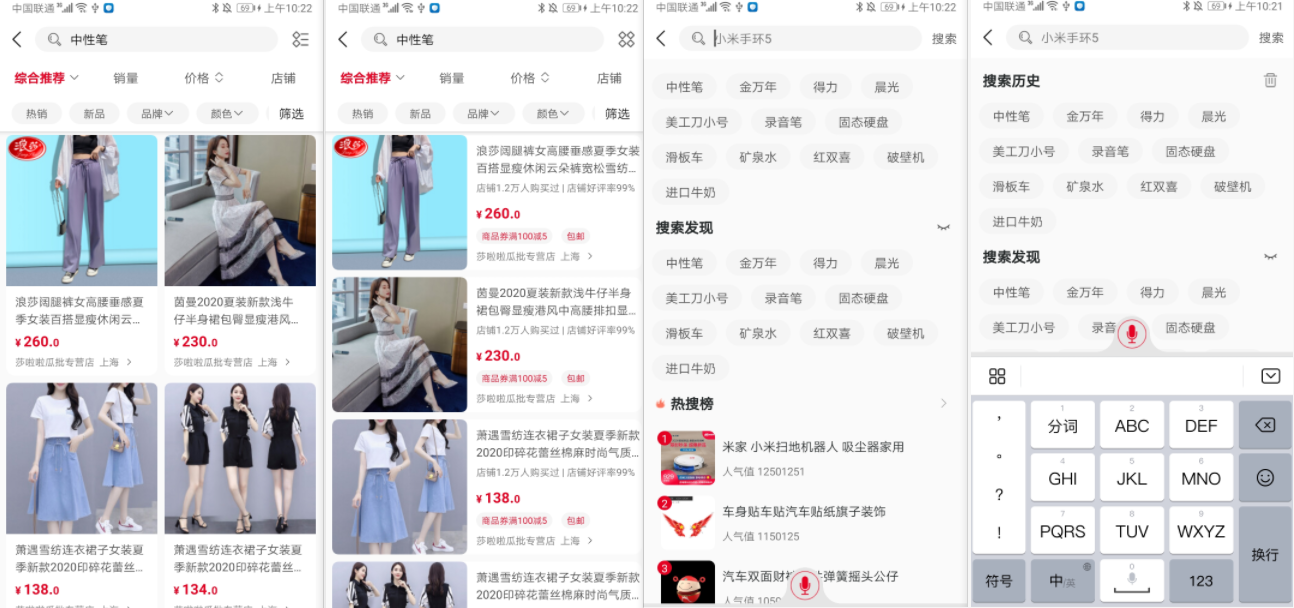 中国联通 69 上午10:22
中性笔
综合推荐 销量 价格 店铺
热销 新品 品牌 颜色 筛选
浪莎
浪莎阔腿裤女高腰垂感夏
季女装百搭显瘦休闲云...
¥260.0
莎啦啦瓜批专营店 上海
茵曼2020夏装新款浅牛
仔半身裙包臀显瘦港风...
¥230.0
莎啦啦瓜批专营店 上海
萧遇雪纺连衣裙子女装夏
季新款2020印碎花蕾丝...
¥138.0
萧遇雪纺连衣裙子女装夏
季新款2020印碎花蕾丝...
¥134.0
中国联通 69 上午10:22
中性笔
综合推荐 销量 价格 店铺
热销 新品 品牌 颜色 筛选
浪莎
浪莎阔腿裤女高腰垂感夏季女装
百搭显瘦休闲云朵裤宽松雪纺...
店铺1.2万人购买过 | 店铺好评率99%
¥260.0
商品券满100减5 包邮
莎啦啦瓜批专营店 上海
茵曼2020夏装新款浅牛仔半身
裙包臀显瘦港风中高腰排扣显...
店铺1.2万人购买过 | 店铺好评率99%
¥230.0
商品券满100减5 包邮
莎啦啦瓜批专营店 上海
萧遇雪纺连衣裙子女装夏季新款
2020印碎花蕾丝棉麻时尚气质...
店铺1.2万人购买过 | 店铺好评率99%
¥138.0
商品券满100减5 包邮
莎啦啦瓜批专营店 上海
萧遇雪纺连衣裙子女装夏季新款
2020印碎花蕾丝棉麻时尚气质...
中国联通 69 上午10:22
小米手环5 搜索
中性笔 金万年 得力 晨光
美工刀小号 录音笔 固态硬盘
滑板车 矿泉水 红双喜 破壁机
进口牛奶
搜索发现
中性笔 金万年 得力 晨光
美工刀小号 录音笔 固态硬盘
滑板车 矿泉水 红双喜 破壁机
进口牛奶
热搜榜
1
米家 小米扫地机器人 吸尘器家用
人气值 12501251
2
车身贴车贴汽车贴纸旗子装饰
人气值 1150125
3
汽车双面财 弹簧摇头公仔
人气值
中国联通 69 上午10:21
小米手环5 搜索
搜索历史
中性笔 金万年 得力 晨光
美工刀小号 录音笔 固态硬盘
滑板车 矿泉水 红双喜 破壁机
进口牛奶
搜索发现
中性笔 金万年 得力 晨光
美工刀小号 录音 固态硬盘
， 1 分词 2 ABC 3 DEF
。 4 GHI 5 JKL 6 MNO
？ ！ 7 PQRS 8 TUV 9 WXYZ 换行
符号 中/英 0 123